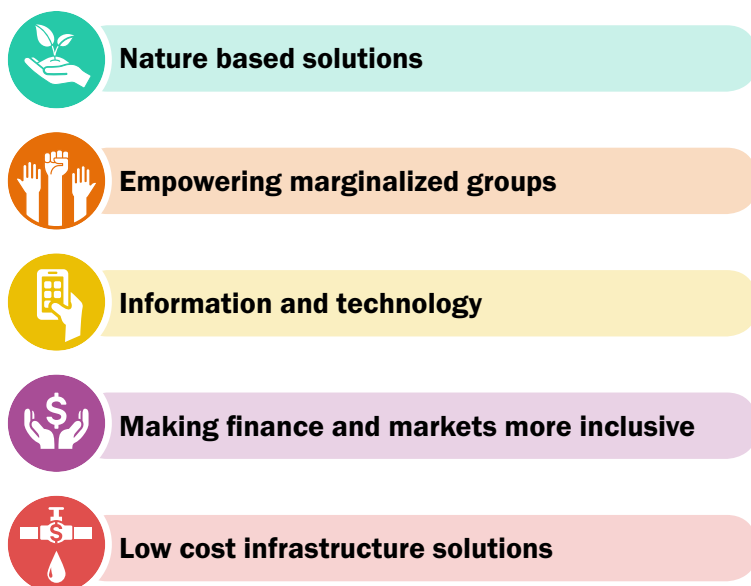 Nature based solutions
Empowering marginalized groups
Information and technology
$
Making finance and markets more inclusive
$
Low cost infrastructure solutions